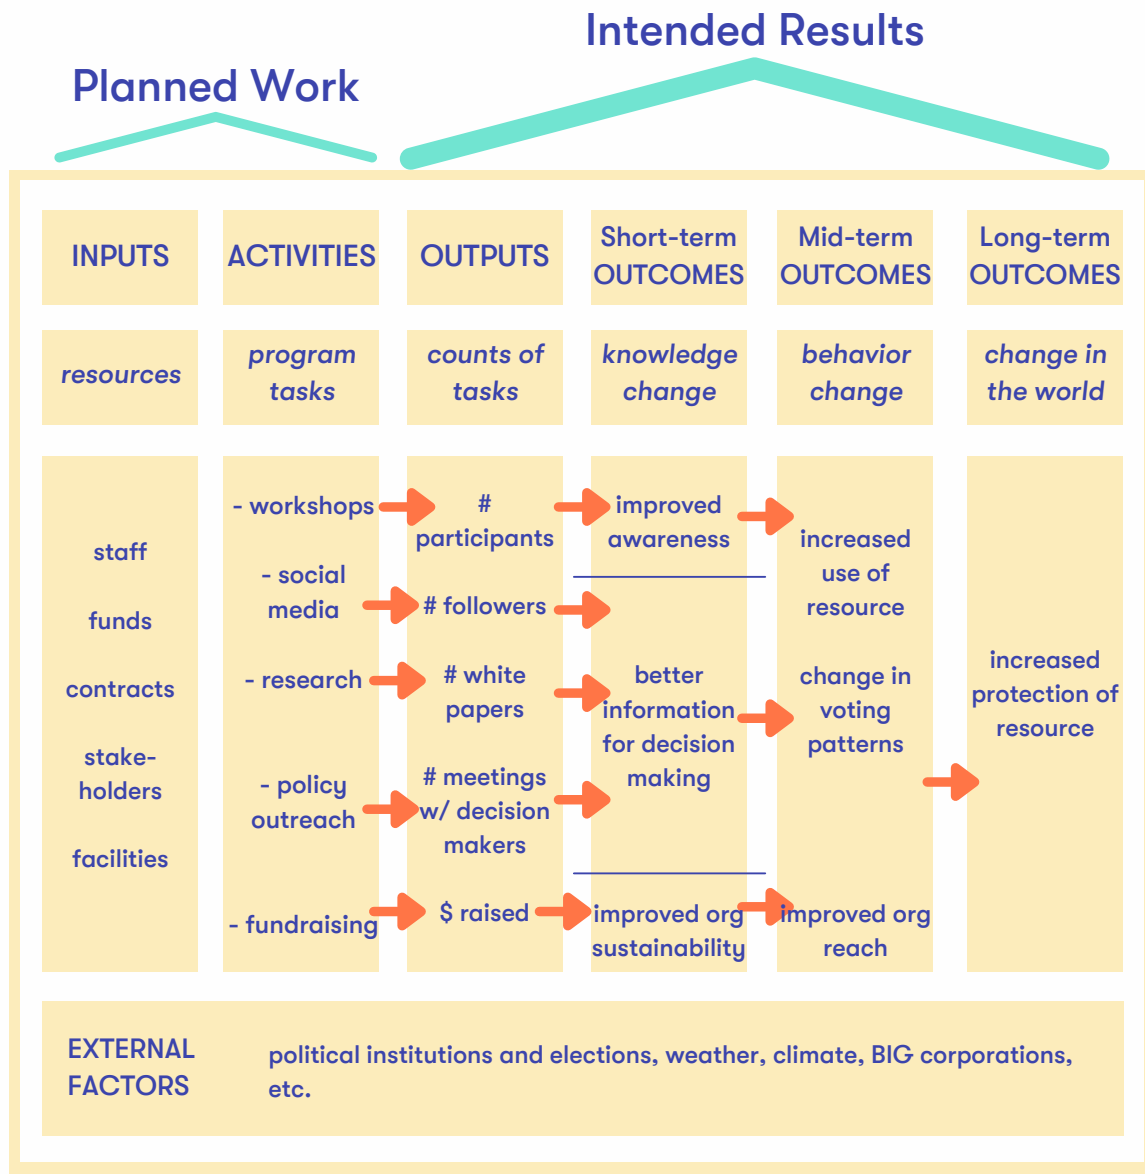 Intended Results
Planned Work
INPUTS
ACTIVITIES
OUTPUTS
Short-term
OUTCOMES
Mid-term
OUTCOMES
Long-term
OUTCOMES
resources
program
tasks
counts of
tasks
knowledge
change
behavior
change
change in
the world
staff
funds
contracts
stake-
holders
facilities
- workshops
- social
media
- research
- policy
outreach
- fundraising
#
participants
# followers
# white
papers
# meetings
w/ decision
makers
$ raised
improved
awareness
better
information
for decision
making
improved org
sustainability
increased
use of
resource
change in
voting
patterns
improved org
reach
increased
protection of
resource
EXTERNAL
FACTORS
political institutions and elections, weather, climate, BIG corporations,
etc.